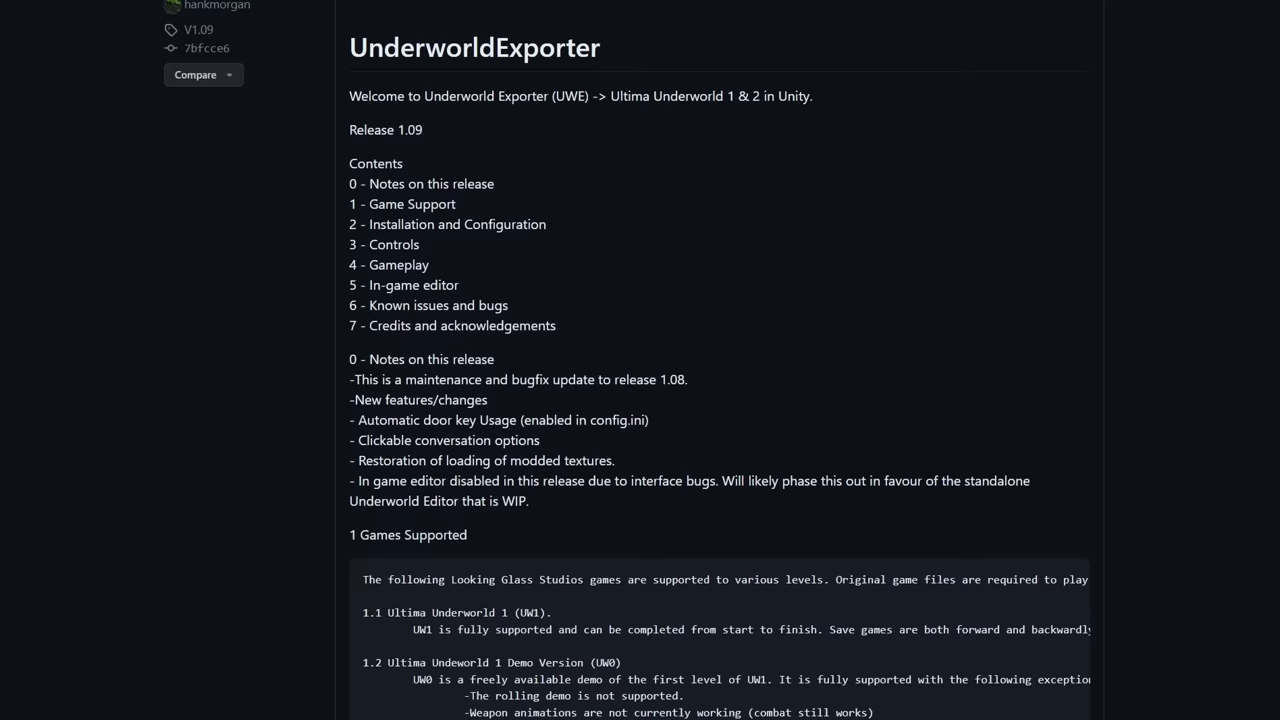 hankmorgan
V1.09
7bfcce6
Compare
UnderworldExporter
Welcome to Underworld Exporter (UWE) -> Ultima Underworld 1 & 2 in Unity.
Release 1.09
Contents
0 - Notes on this release
1 - Game Support
2 - Installation and Configuration
3 - Controls
4 - Gameplay
5 - In-game editor
6 - Known issues and bugs
7 - Credits and acknowledgements
0 - Notes on this release
-This is a maintenance and bugfix update to release 1.08.
-New features/changes
- Automatic door key Usage (enabled in config.ini)
- Clickable conversation options
- Restoration of loading of modded textures.
- In game editor disabled in this release due to interface bugs. Will likely phase this out in favour of the standalone
Underworld Editor that is WIP.
1 Games Supported
The following Looking Glass Studios games are supported to various levels. Original game files are required to play
1.1 Ultima Underworld 1 (UW1).
UW1 is fully supported and can be completed from start to finish. Save games are both forward and backwardly
1.2 Ultima Undeworld 1 Demo Version (UW0)
UW0 is a freely available demo of the first level of UW1. It is fully supported with the following exception
-The rolling demo is not supported.
-Weapon animations are not currently working (combat still works)